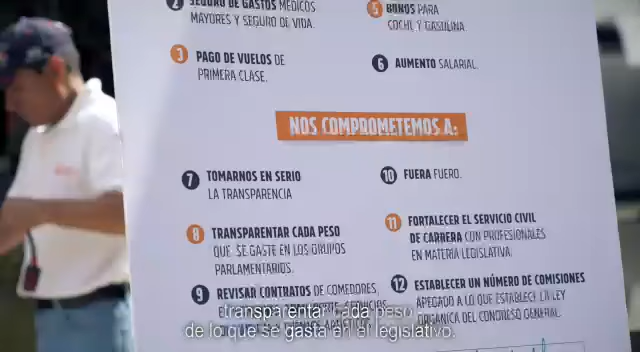 2 SEGURO DE GASTOS MÉDICOS
MAYORES Y SEGURO DE VIDA.
3 PAGO DE VUELOS DE
PRIMERA CLASE.
5 BONOS PARA
COCHE Y GASOLINA.
6 AUMENTO SALARIAL.
NOS COMPROMETEMOS A:
7 TOMARNOS EN SERIO
LA TRANSPARENCIA
8 TRANSPARENTAR CADA PESO
QUE SE GASTE EN LOS GRUPOS
PARLAMENTARIOS.
9 REVISAR CONTRATOS DE COMEDORES,
10 FUERA FUERO.
11 FORTALECER EL SERVICIO CIVIL
DE CARRERA CON PROFESIONALES
EN MATERIA LEGISLATIVA.
12 ESTABLECER UN NÚMERO DE COMISIONES
APEGADO A LO QUE ESTABLECE LA LEY
ORGÁNICA DEL CONGRESO GENERAL.
transparentar cada peso
de lo que se gasta en el legislativo.